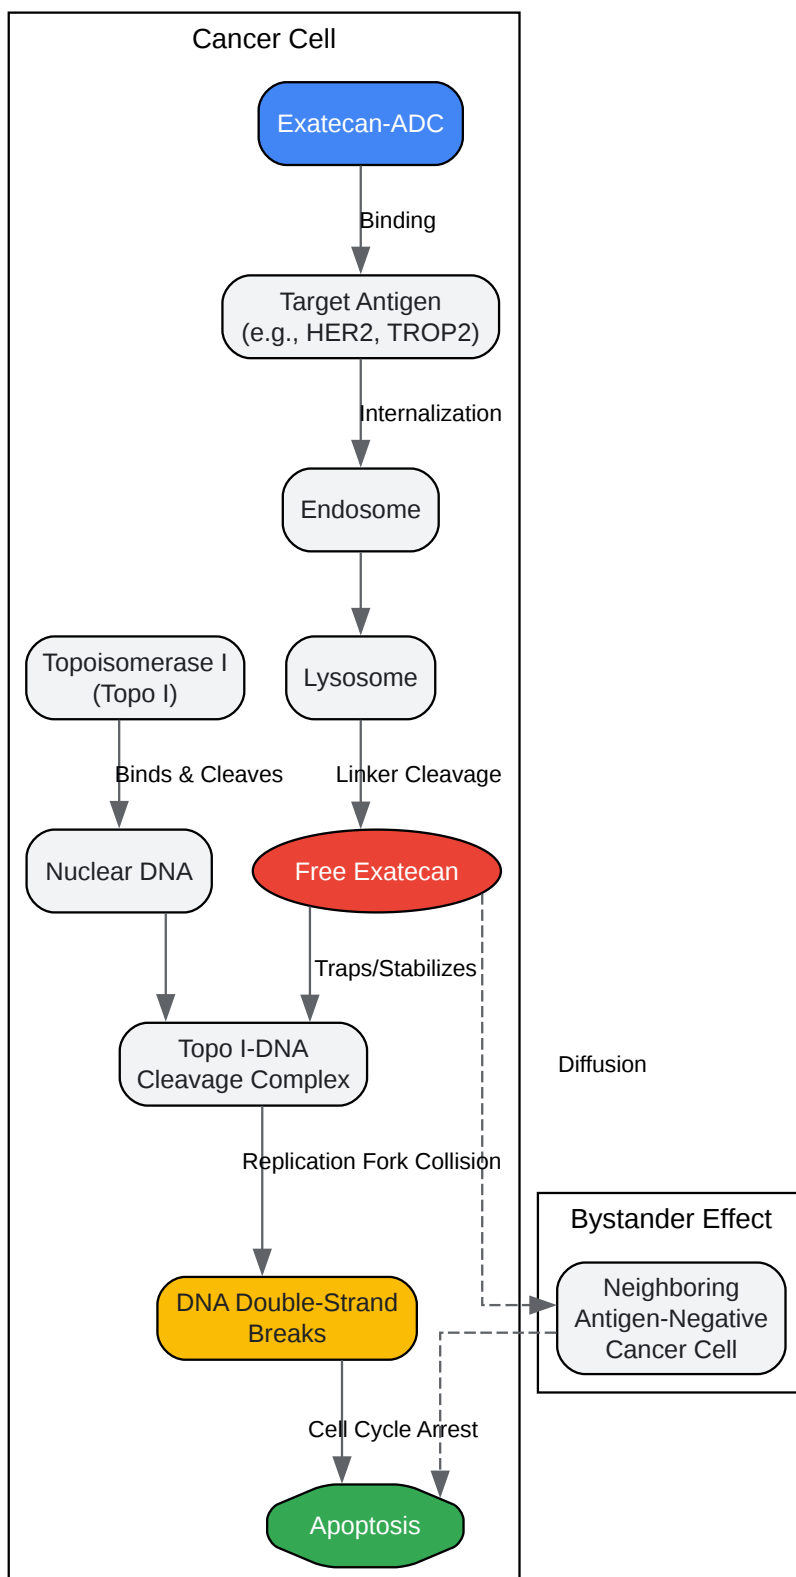 Cancer Cell
Exatecan-ADC
Binding
Target Antigen
(e.g., HER2, TROP2)
Internalization
Endosome
Topoisomerase I
(Topo I)
Lysosome
Binds & Cleaves
Linker Cleavage
Nuclear DNA
Free Exatecan
Traps/Stabilizes
Topo I-DNA
Cleavage Complex
Diffusion
Replication Fork Collision
Bystander Effect
Neighboring
Antigen-Negative
Cancer Cell
DNA Double-Strand
Breaks
Cell Cycle Arrest
Apoptosis